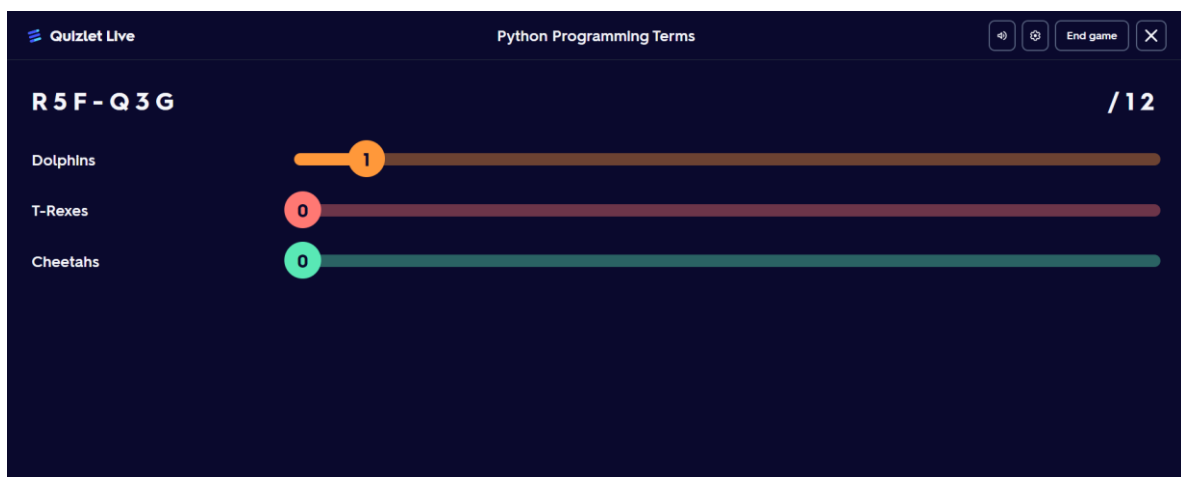 Quizlet Live Python Programming Terms End game
R5F-Q3G /12
Dolphins 1
T-Rexes 0
Cheetahs 0